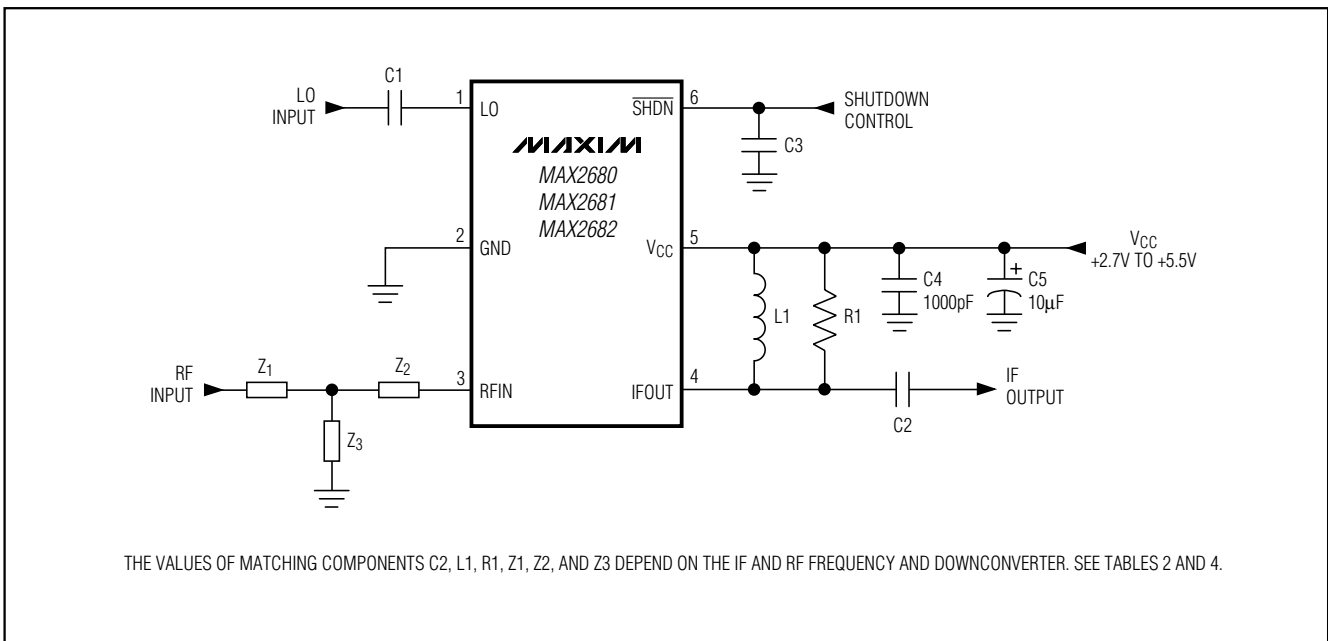 C1
LO
INPUT
1
LO
SHDN
6
SHUTDOWN
CONTROL
C3
MAXIM
MAX2680
MAX2681
MAX2682
2
GND
VCC
5
VCC
+2.7V TO +5.5V
L1
R1
C4
1000pF
+
C5
10µF
RF
INPUT
Z1
Z2
3
RFIN
IFOUT
4
C2
IF
OUTPUT
Z3
THE VALUES OF MATCHING COMPONENTS C2, L1, R1, Z1, Z2, AND Z3 DEPEND ON THE IF AND RF FREQUENCY AND DOWNCONVERTER. SEE TABLES 2 AND 4.